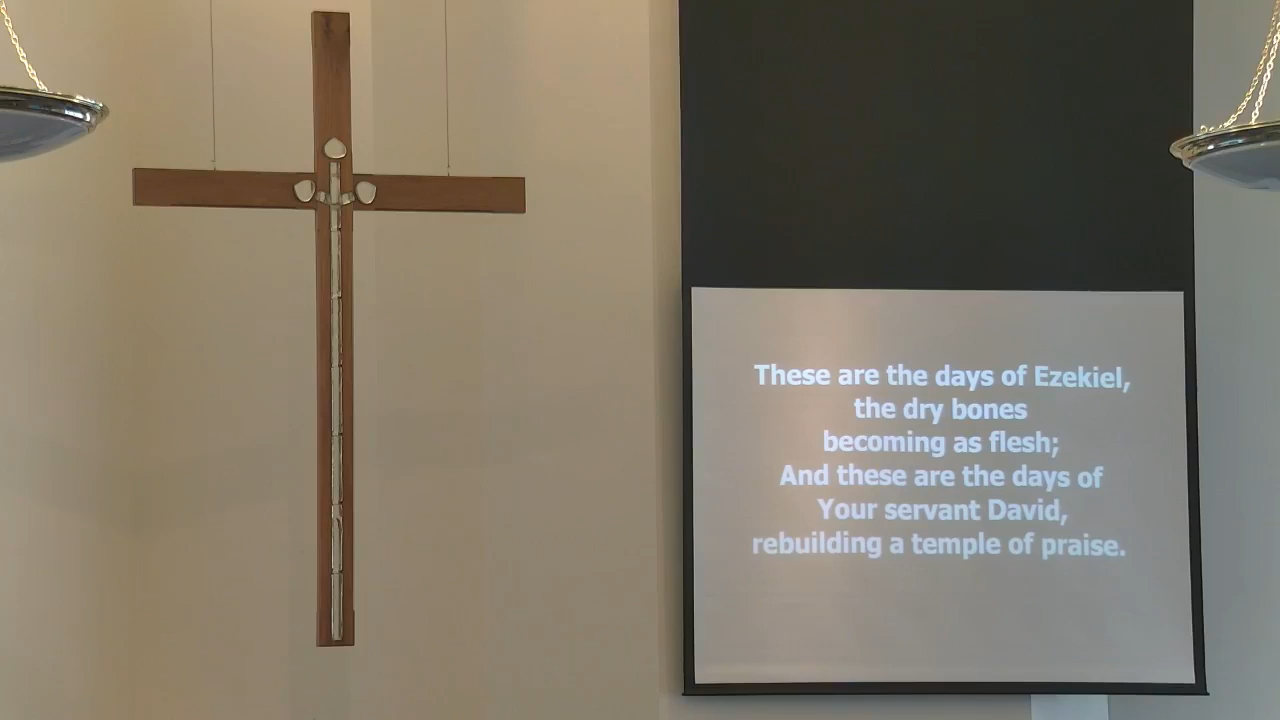 These are the days of Ezekiel,
the dry bones
becoming as flesh;
And these are the days of
Your servant David,
rebuilding a temple of praise.